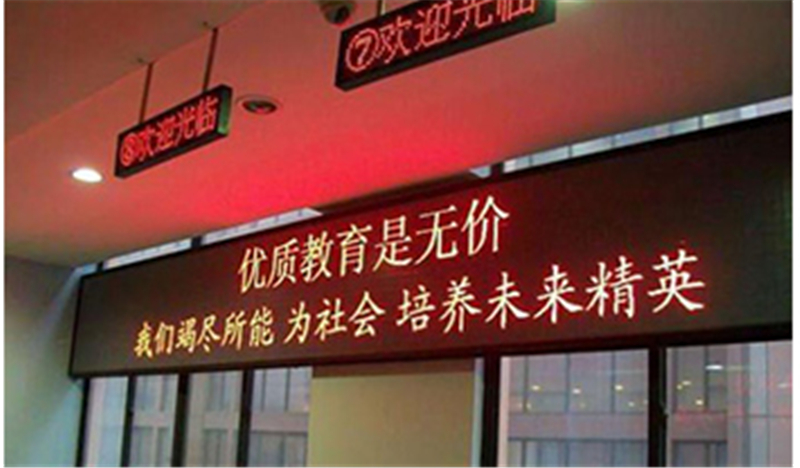 ⑦欢迎光临
⑧欢迎光临
优质教育是无价
我们竭尽所能 为社会 培养未来精英